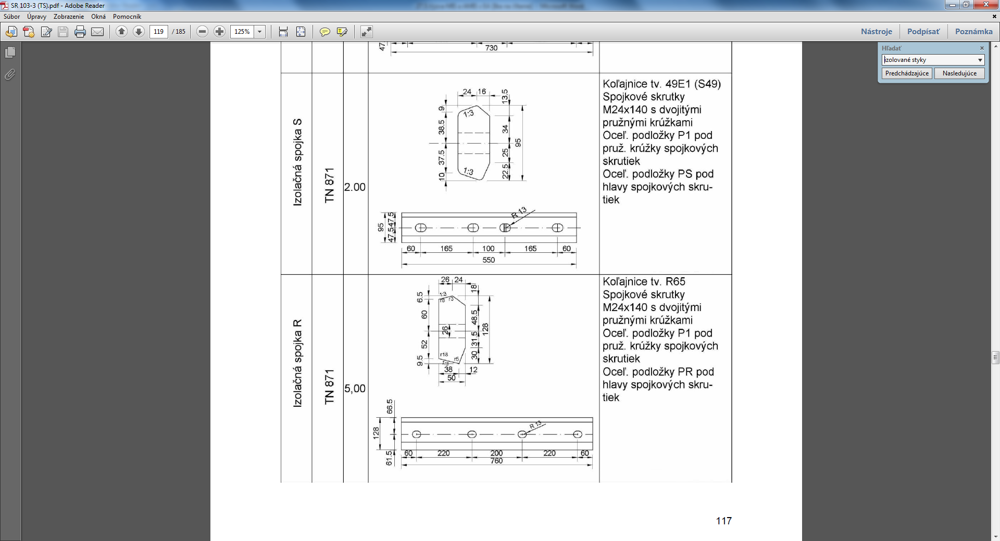 SR 103-3 (TS).pdf - Adobe Reader
Súbor Úpravy Zobrazenie Okná Pomocník
119 / 185 125% Nástroje Podpísať Poznámka
Hľadať
izolované styky
Predchádzajúce Nasledujúce
47.
730
Izolačná spojka S
TN 871
2.00
24 16
13.5
9
38.5
37.5
10
1:3
1:3
34
25
22.5
95
R 13
95
47.5
47.5
60 165 100 165 60
550
Koľajnice tv. 49E1 (S49)
Spojkové skrutky
M24x140 s dvojitými
pružnými krúžkami
Oceľ. podložky P1 pod
pruž. krúžky spojkových
skrutiek
Oceľ. podložky PS pod
hlavy spojkových skru-
tiek
Izolačná spojka R
TN 871
5,00
26 24
18
6.5
60
52
9.5
1:3
r8 r3
26
r18
r5
1:3
48.5
31.5
30
128
38 12
50
66.5
128
61.5
R 13
60 220 200 220 60
760
Koľajnice tv. R65
Spojkové skrutky
M24x140 s dvojitými
pružnými krúžkami
Oceľ. podložky P1 pod
pruž. krúžky spojkových
skrutiek
Oceľ. podložky PR pod
hlavy spojkových skru-
tiek
117